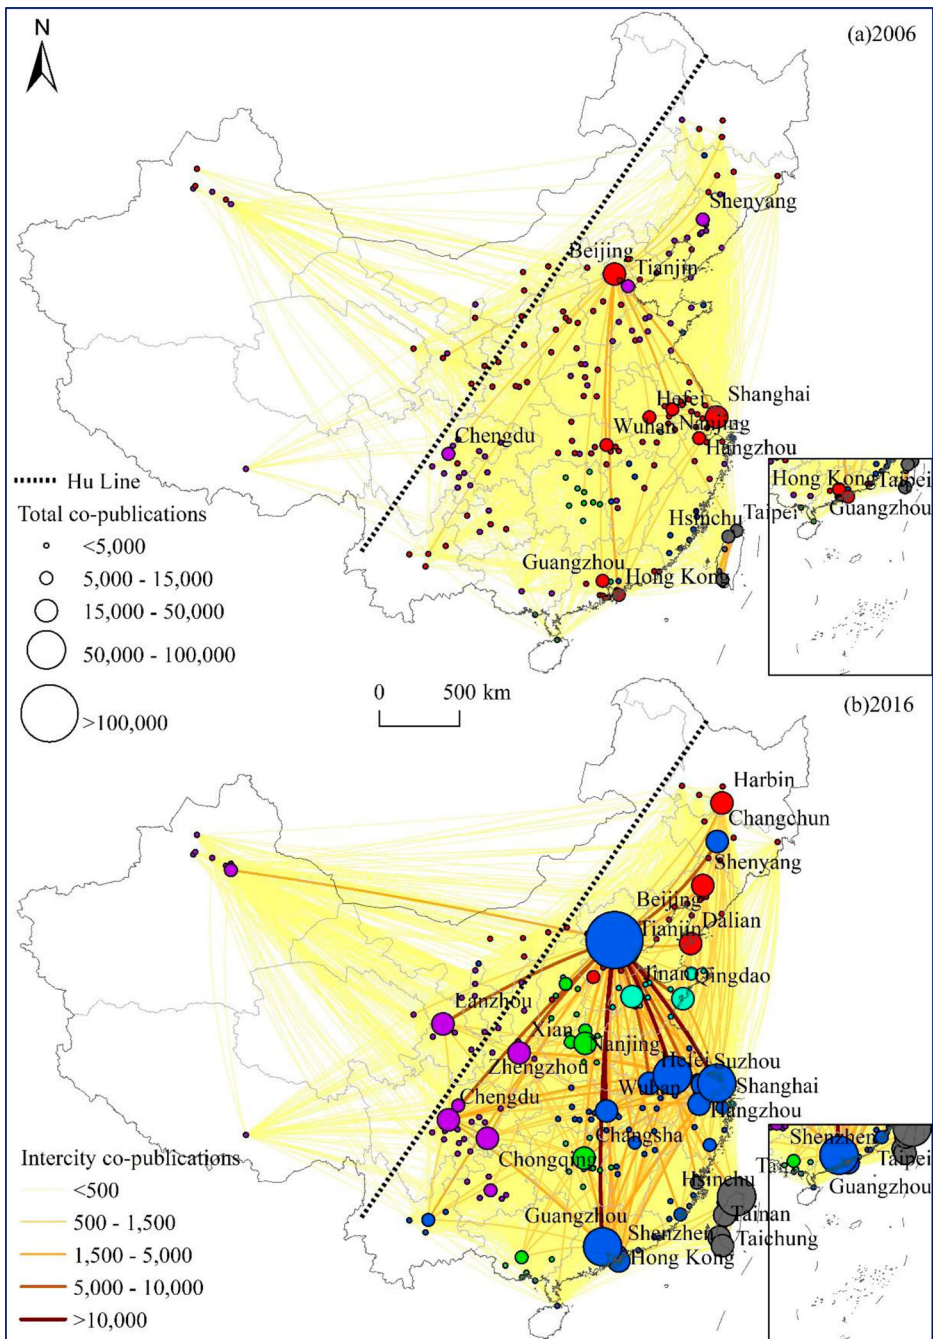 N
(a)2006
Shenyang
Beijing
Tianjin
Shanghai
Hefei
Nanjing
Wuhan
Hangzhou
Chengdu
Hu Line
Total co-publications
<5,000
5,000 - 15,000
15,000 - 50,000
50,000 - 100,000
>100,000
Hsinchu
Taipei
Guangzhou
Hong Kong
Hong Kong
Taipei
Guangzhou
0 500 km
(b)2016
Harbin
Changchun
Shenyang
Beijing
Tianjin
Dalian
Jinan
Qingdao
Lanzhou
Xian
Nanjing
Zhengzhou
Hefei
Suzhou
Wuhan
Shanghai
Chengdu
Hangzhou
Changsha
Chongqing
Hsinchu
Guangzhou
Tainan
Shenzhen
Taichung
Hong Kong
Shenzhen
Taipei
Guangzhou
Intercity co-publications
<500
500 - 1,500
1,500 - 5,000
5,000 - 10,000
>10,000